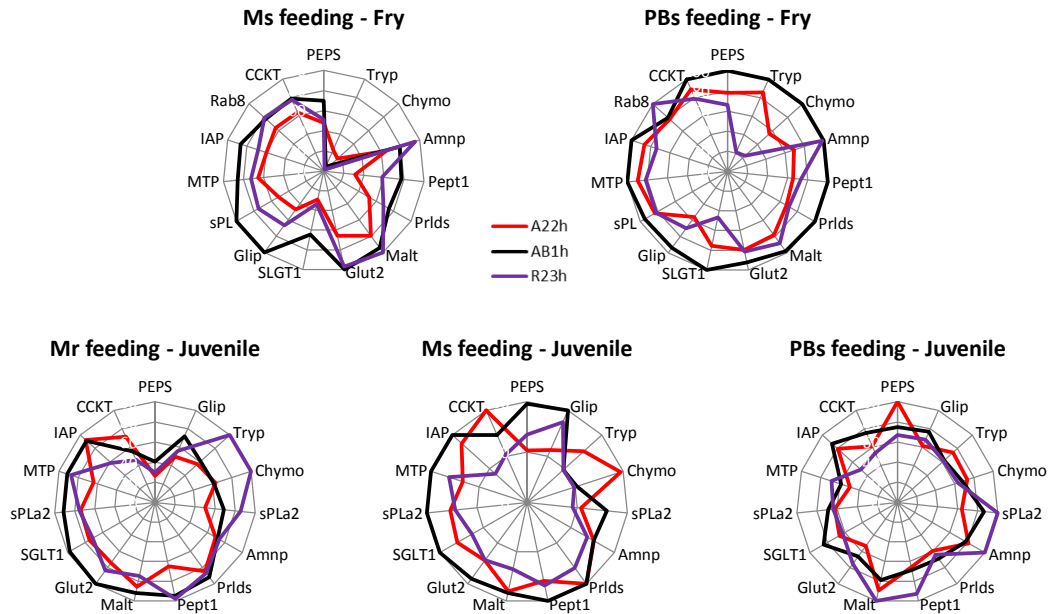 Ms feeding - Fry
PEPS
Tryp
Chymo
Amnp
Pept1
Prlds
Malt
Glut2
SLGT1
Glip
sPL
MTP
IAP
Rab8
CCKT
PBs feeding - Fry
PEPS
Tryp
Chymo
Amnp
Pept1
Prlds
Malt
Glut2
SLGT1
Glip
sPL
MTP
IAP
Rab8
CCKT
A22h
AB1h
R23h
Mr feeding - Juvenile
PEPS
Glip
Tryp
Chymo
sPLa2
Amnp
Prlds
Pept1
Malt
Glut2
SGLT1
sPLa2
MTP
IAP
CCKT
Ms feeding - Juvenile
PEPS
Glip
Tryp
Chymo
sPLa2
Amnp
Prlds
Pept1
Malt
Glut2
SGLT1
sPLa2
MTP
IAP
CCKT
PBs feeding - Juvenile
PEPS
Glip
Tryp
Chymo
sPLa2
Amnp
Prlds
Pept1
Malt
Glut2
SGLT1
sPLa2
MTP
IAP
CCKT